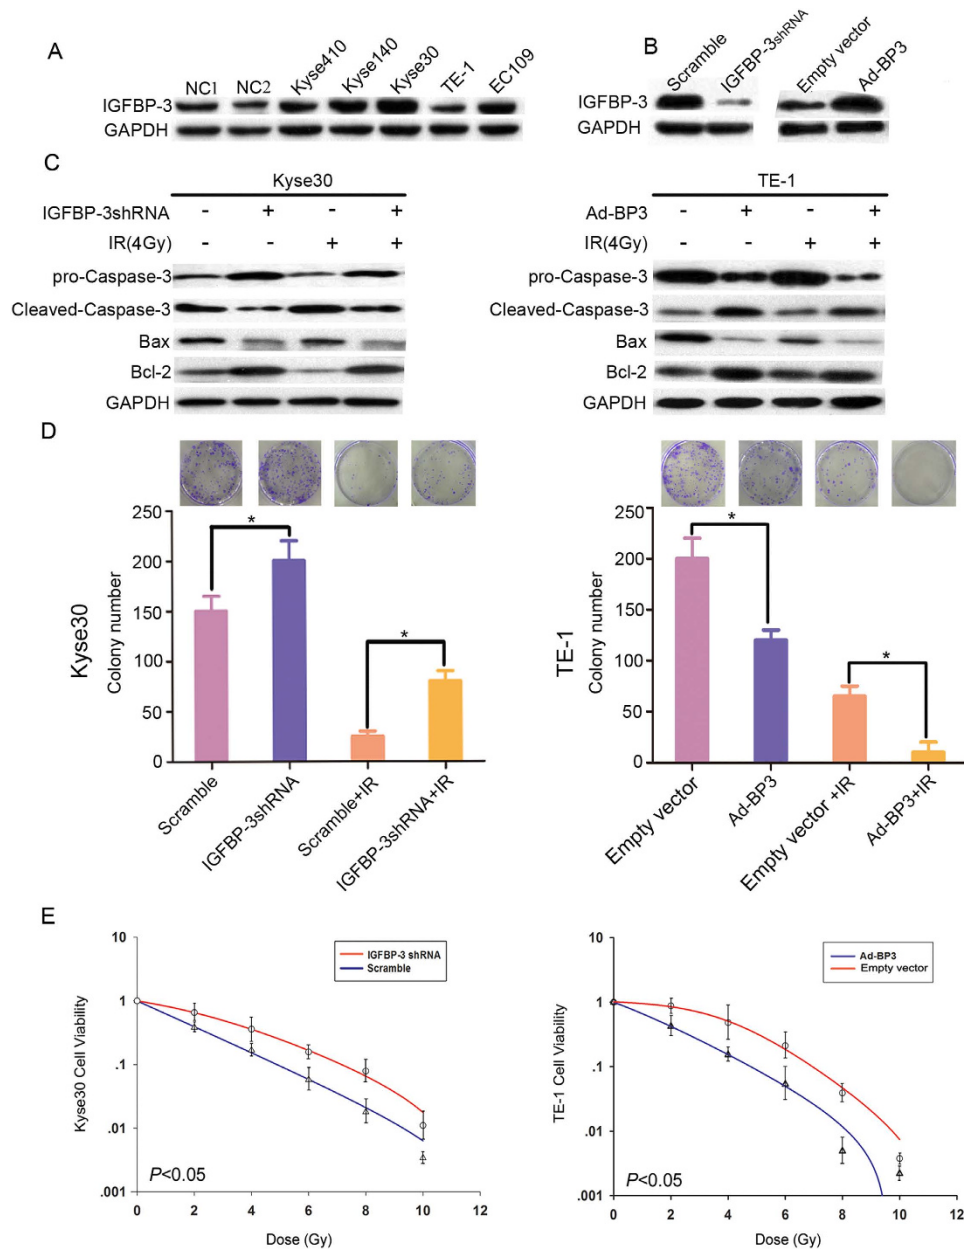 A
NC1 NC2 Kyse410 Kyse140 Kyse30 TE-1 EC109
IGFBP-3
GAPDH
B
Scramble IGFBP-3shRNA Empty vector Ad-BP3
IGFBP-3
GAPDH
C
Kyse30
IGFBP-3shRNA - + - +
IR(4Gy) - - + +
pro-Caspase-3
Cleaved-Caspase-3
Bax
Bcl-2
GAPDH
TE-1
Ad-BP3 - + - +
IR(4Gy) - - + +
pro-Caspase-3
Cleaved-Caspase-3
Bax
Bcl-2
GAPDH
D
Kyse30
Colony number
250
200
150
100
50
0
*
*
Scramble IGFBP-3shRNA Scramble+IR IGFBP-3shRNA+IR
TE-1
Colony number
250
200
150
100
50
0
*
*
Empty vector Ad-BP3 Empty vector +IR Ad-BP3+IR
E
Kyse30 Cell Viability
10
1
.1
.01
.001
IGFBP-3 shRNA
Scramble
P<0.05
0 2 4 6 8 10 12
Dose (Gy)
TE-1 Cell Viability
10
1
.1
.01
.001
Ad-BP3
Empty vector
P<0.05
0 2 4 6 8 10 12
Dose (Gy)